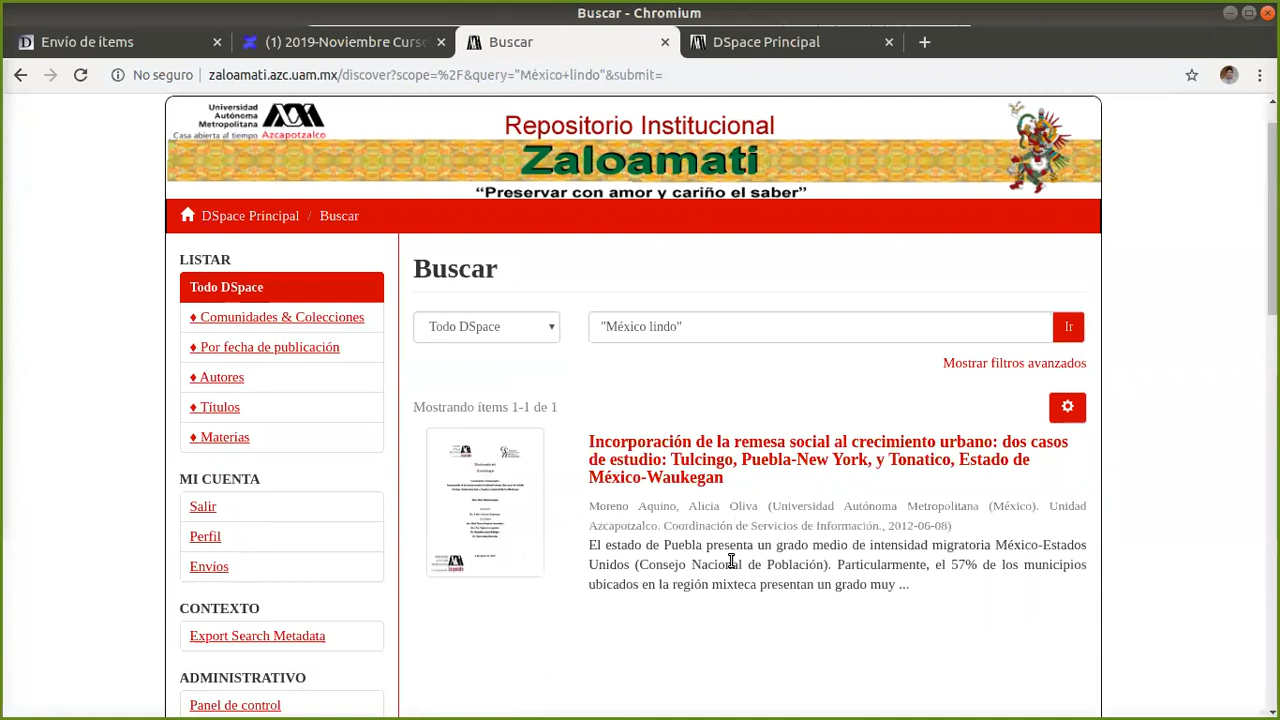 Buscar - Chromium
Envío de ítems
(1) 2019-Noviembre Curs
Buscar
DSpace Principal
No seguro
zaloamati.azc.uam.mx/discover?scope=%2F&query="México+lindo"&submit=
Universidad
Autónoma
Metropolitana
Casa abierta al tiempo Azcapotzalco
Repositorio Institucional
Zaloamati
“Preservar con amor y cariño el saber”
DSpace Principal / Buscar
LISTAR
Todo DSpace
♦ Comunidades & Colecciones
♦ Por fecha de publicación
♦ Autores
♦ Títulos
♦ Materias
MI CUENTA
Salir
Perfil
Envíos
CONTEXTO
Export Search Metadata
ADMINISTRATIVO
Panel de control
Buscar
Todo DSpace
"México lindo"
Ir
Mostrar filtros avanzados
Mostrando ítems 1-1 de 1
Incorporación de la remesa social al crecimiento urbano: dos casos
de estudio: Tulcingo, Puebla-New York, y Tonatico, Estado de
México-Waukegan
Moreno Aquino, Alicia Oliva (Universidad Autónoma Metropolitana (México). Unidad
Azcapotzalco. Coordinación de Servicios de Información., 2012-06-08)
El estado de Puebla presenta un grado medio de intensidad migratoria México-Estados
Unidos (Consejo Nacional de Población). Particularmente, el 57% de los municipios
ubicados en la región mixteca presentan un grado muy ...